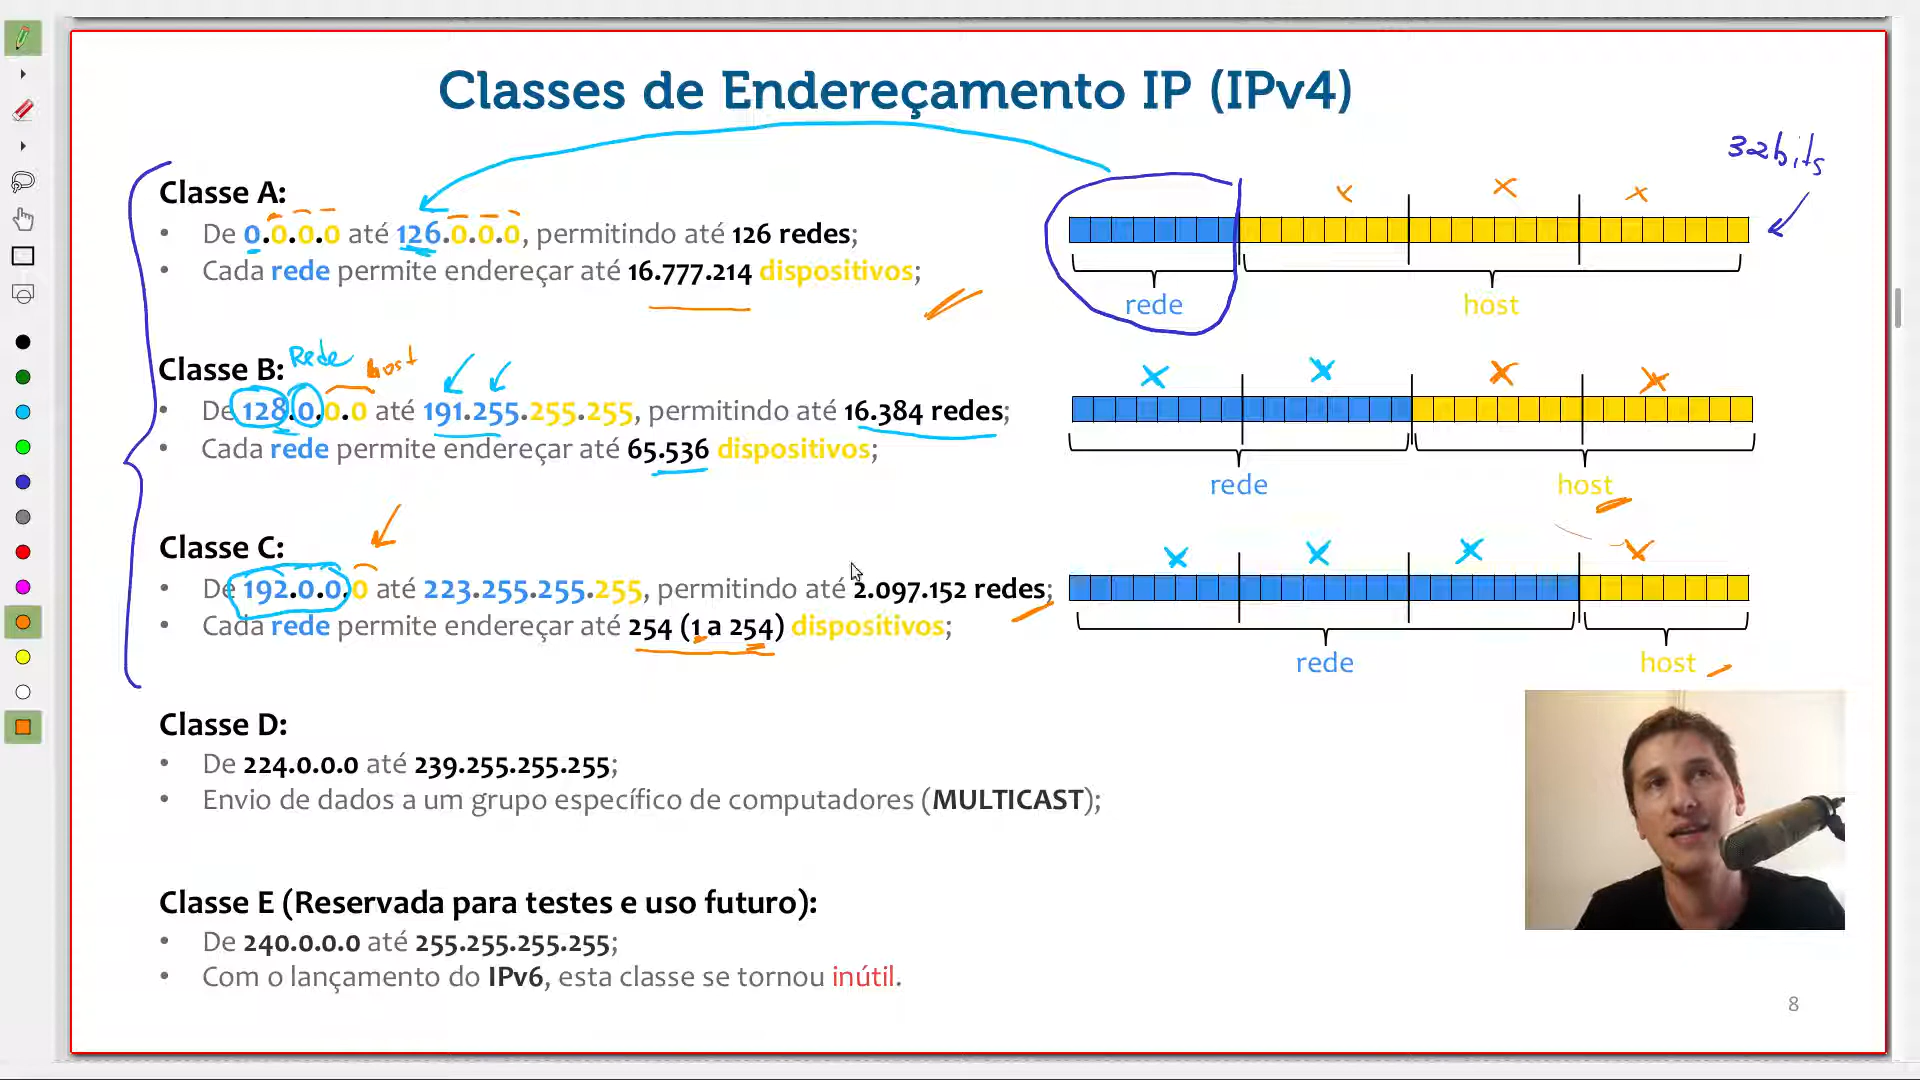 Classes de Endereçamento IP (IPv4)
32bits
Classe A:
• De 0.0.0.0 até 126.0.0.0, permitindo até 126 redes;
• Cada rede permite endereçar até 16.777.214 dispositivos;
rede
host
Classe B:
Rede
host
• De 128.0.0.0 até 191.255.255.255, permitindo até 16.384 redes;
• Cada rede permite endereçar até 65.536 dispositivos;
rede
host
Classe C:
• De 192.0.0.0 até 223.255.255.255, permitindo até 2.097.152 redes;
• Cada rede permite endereçar até 254 (1 a 254) dispositivos;
rede
host
Classe D:
• De 224.0.0.0 até 239.255.255.255;
• Envio de dados a um grupo específico de computadores (MULTICAST);
Classe E (Reservada para testes e uso futuro):
• De 240.0.0.0 até 255.255.255.255;
• Com o lançamento do IPv6, esta classe se tornou inútil.
8